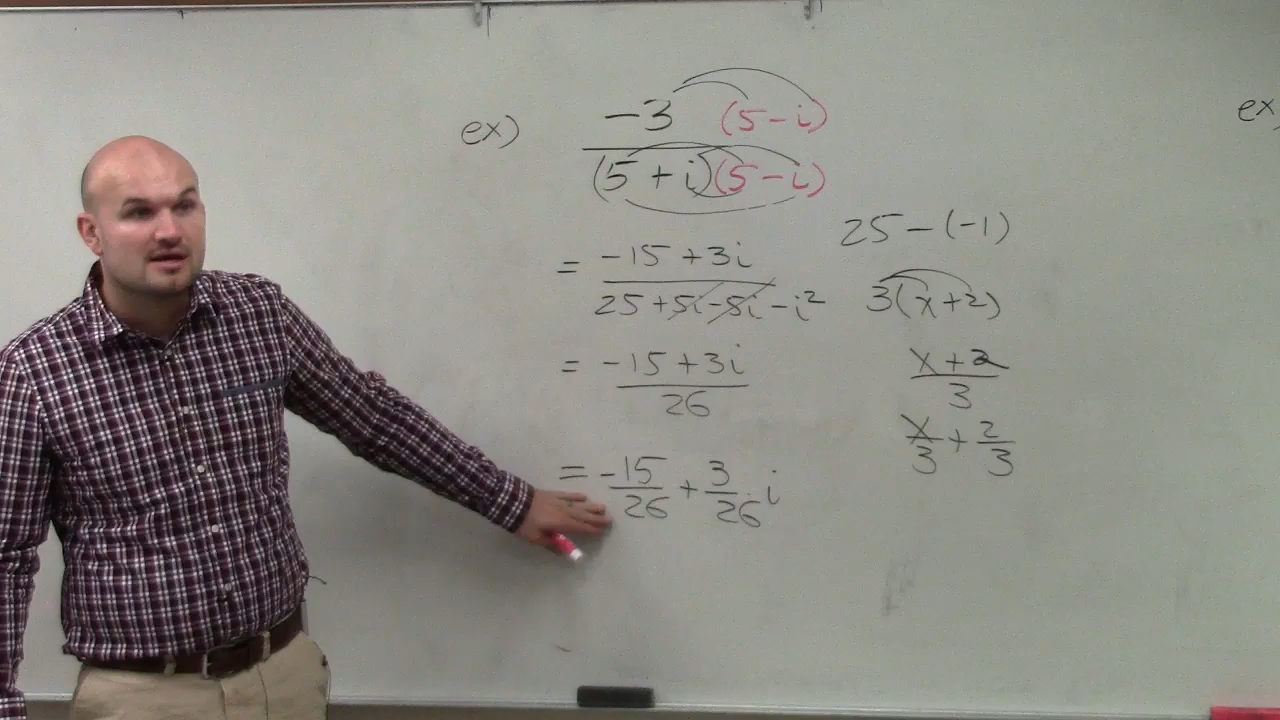 ex) -3 (5-i)
(5+i)(5-i)
25-(-1)
= -15+3i
25+5i-5i-i²
3(x+2)
= -15+3i
26
x+2
3
x/3 + 2/3
= -15/26 + 3/26 i
ex